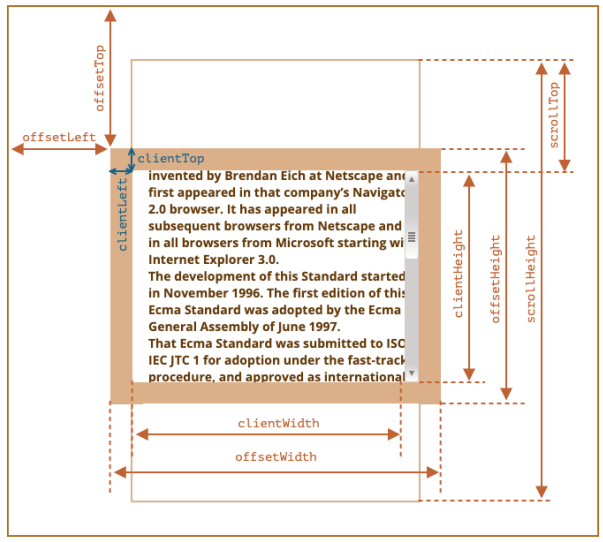 offsetTop
scrollTop
offsetLeft
clientTop
clientLeft
invented by Brendan Eich at Netscape and
first appeared in that company's Navigato
2.0 browser. It has appeared in all
subsequent browsers from Netscape and
in all browsers from Microsoft starting wi
Internet Explorer 3.0.
The development of this Standard started
in November 1996. The first edition of this
Ecma Standard was adopted by the Ecma
General Assembly of June 1997.
That Ecma Standard was submitted to ISO
IEC JTC 1 for adoption under the fast-track
procedure, and approved as international
clientHeight
offsetHeight
scrollHeight
clientWidth
offsetWidth